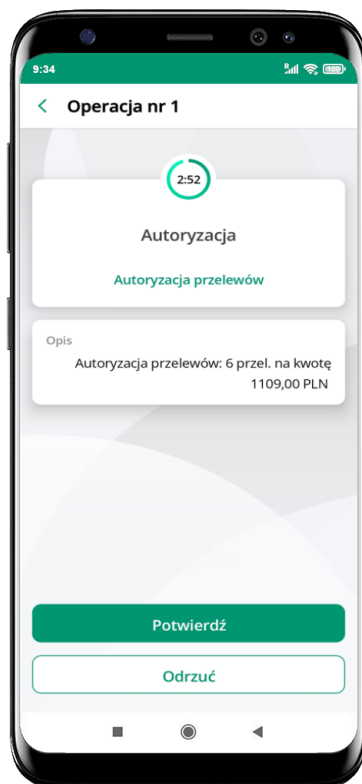 9:34
Operacja nr 1
2:52
Autoryzacja
Autoryzacja przelewów
Opis
Autoryzacja przelewów: 6 przel. na kwotę
1109,00 PLN
Potwierdź
Odrzuć